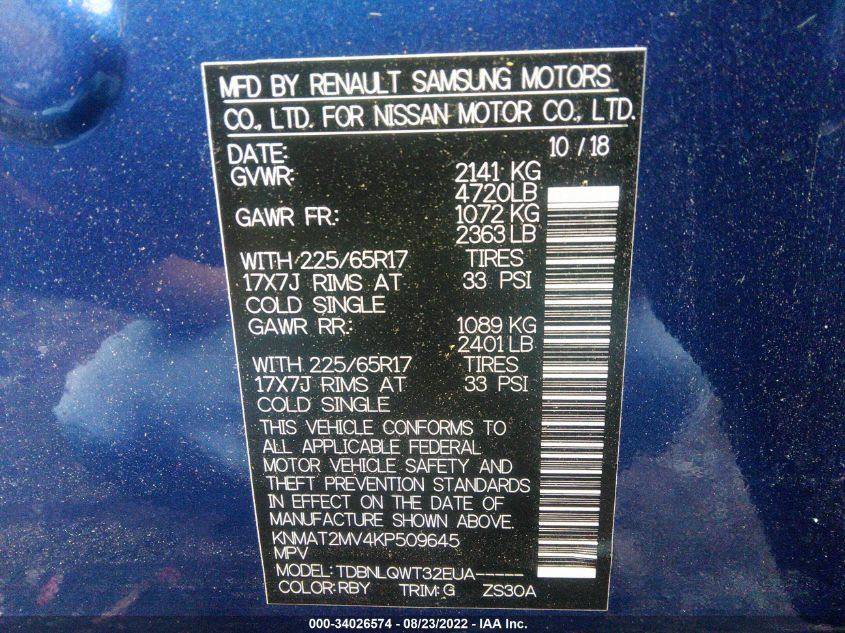 MFD BY RENAULT SAMSUNG MOTORS
CO., LTD. FOR NISSAN MOTOR CO., LTD.
DATE: 10 / 18
GVWR: 2141 KG
4720LB
GAWR FR.: 1072 KG
2363 LB
WITH 225/65R17 TIRES
17X7J RIMS AT 33 PSI
COLD SINGLE
GAWR RR.: 1089 KG
2401 LB
WITH 225/65R17 TIRES
17X7J RIMS AT 33 PSI
COLD SINGLE
THIS VEHICLE CONFORMS TO
ALL APPLICABLE FEDERAL
MOTOR VEHICLE SAFETY AND
THEFT PREVENTION STANDARDS
IN EFFECT ON THE DATE OF
MANUFACTURE SHOWN ABOVE.
KNMAT2MV4KP509645
MPV
MODEL: TDBNLQWT32EUA-----
COLOR: RBY TRIM: G ZS30A
000-34026574 - 08/23/2022 - IAA Inc.